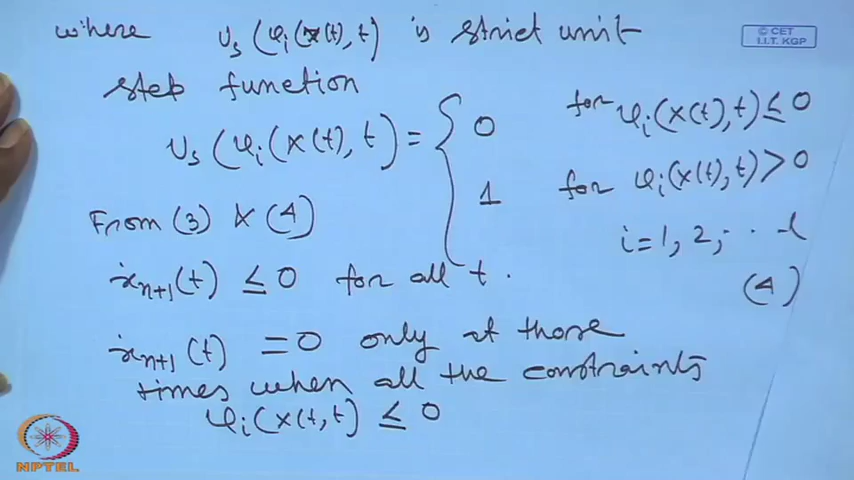 where U_s(φ_i(x(t), t) is strict unit
© CET
I.I.T. KGP
step function
U_s(φ_i(x(t), t) = { 0 for φ_i(x(t), t) ≤ 0
1 for φ_i(x(t), t) > 0
i = 1, 2, . . . l
From (3) & (4)
(4)
ẋ_{n+1}(t) ≤ 0 for all t.
ẋ_{n+1}(t) = 0 only at those
times when all the constraints
φ_i(x(t, t) ≤ 0
NPTEL